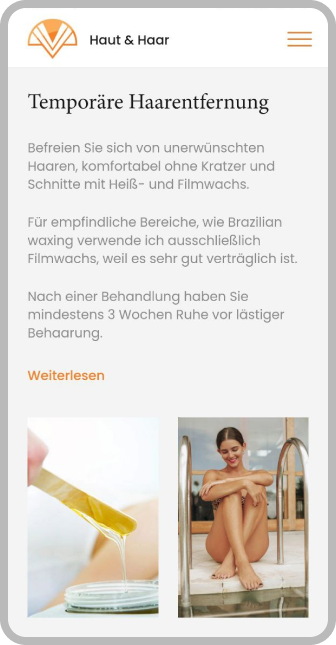 Haut & Haar
Temporäre Haarentfernung
Befreien Sie sich von unerwünschten
Haaren, komfortabel ohne Kratzer und
Schnitte mit Heiß- und Filmwachs.
Für empfindliche Bereiche, wie Brazilian
waxing verwende ich ausschließlich
Filmwachs, weil es sehr gut verträglich ist.
Nach einer Behandlung haben Sie
mindestens 3 Wochen Ruhe vor lästiger
Behaarung.
Weiterlesen